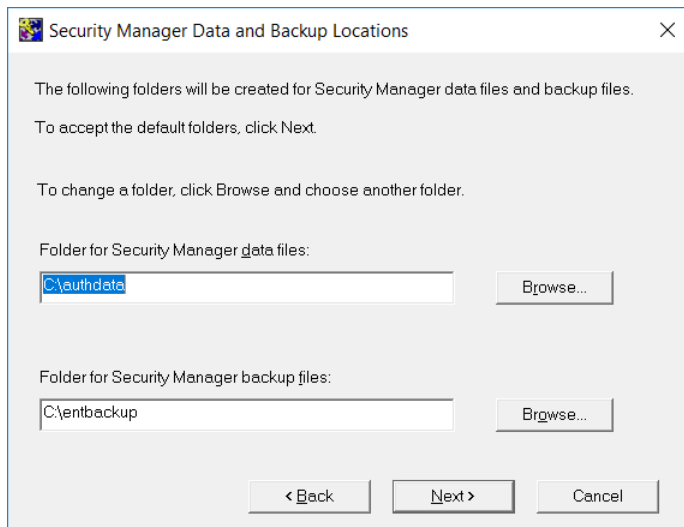 Security Manager Data and Backup Locations
The following folders will be created for Security Manager data files and backup files.
To accept the default folders, click Next.
To change a folder, click Browse and choose another folder.
Folder for Security Manager data files:
C:\authdata
Browse...
Folder for Security Manager backup files:
C:\entbackup
Browse...
< Back
Next >
Cancel